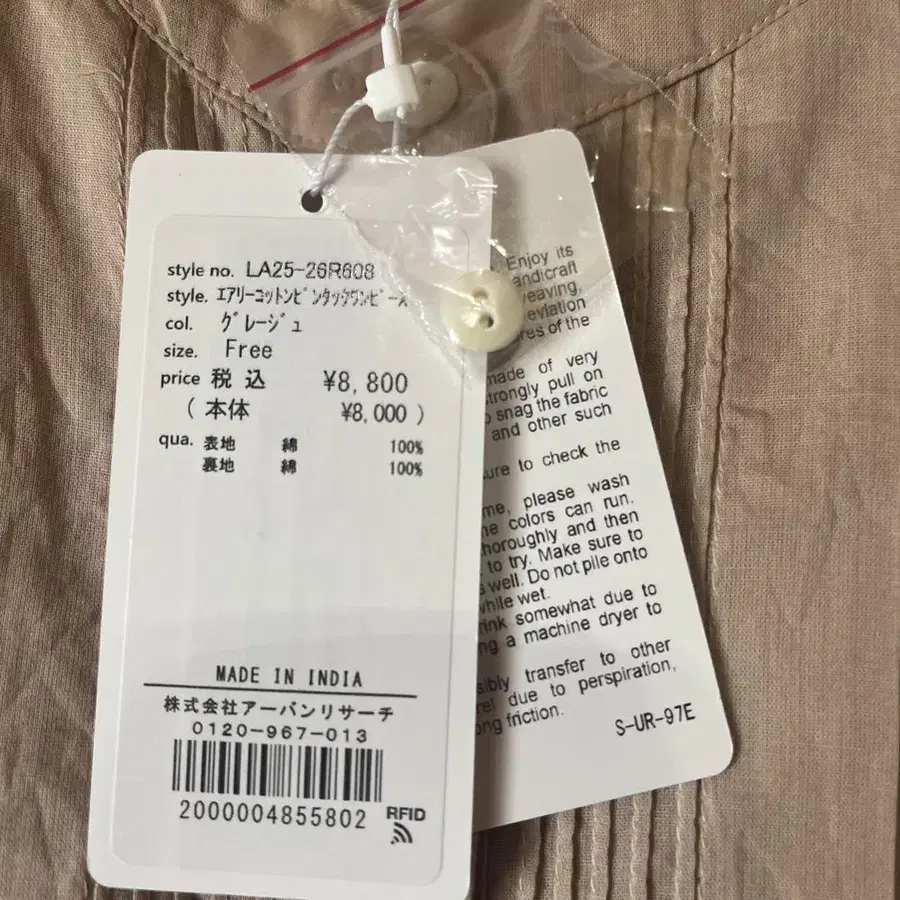 style no. LA25-26R608
style. ｴｱﾘｰｺｯﾄﾝﾋﾟﾝﾀｯｸﾜﾝﾋﾟｰｽ
col. ｸﾞﾚｰｼﾞｭ
size. Free
price 税込 ¥8,800
( 本体 ¥8,000 )
qua. 表地 綿 100%
裏地 綿 100%
MADE IN INDIA
株式会社アーバンリサーチ
0120-967-013
2000004855802
RFID
Enjoy its
andicraft
weaving,
eviation
res of the
made of very
strongly pull on
snag the fabric
and other such
ure to check the
me, please wash
he colors can run.
horoughly and then
to try. Make sure to
well. Do not pile onto
while wet.
rink somewhat due to
ng a machine dryer to
sibly transfer to other
rel due to perspiration,
ong friction.
S-UR-97E